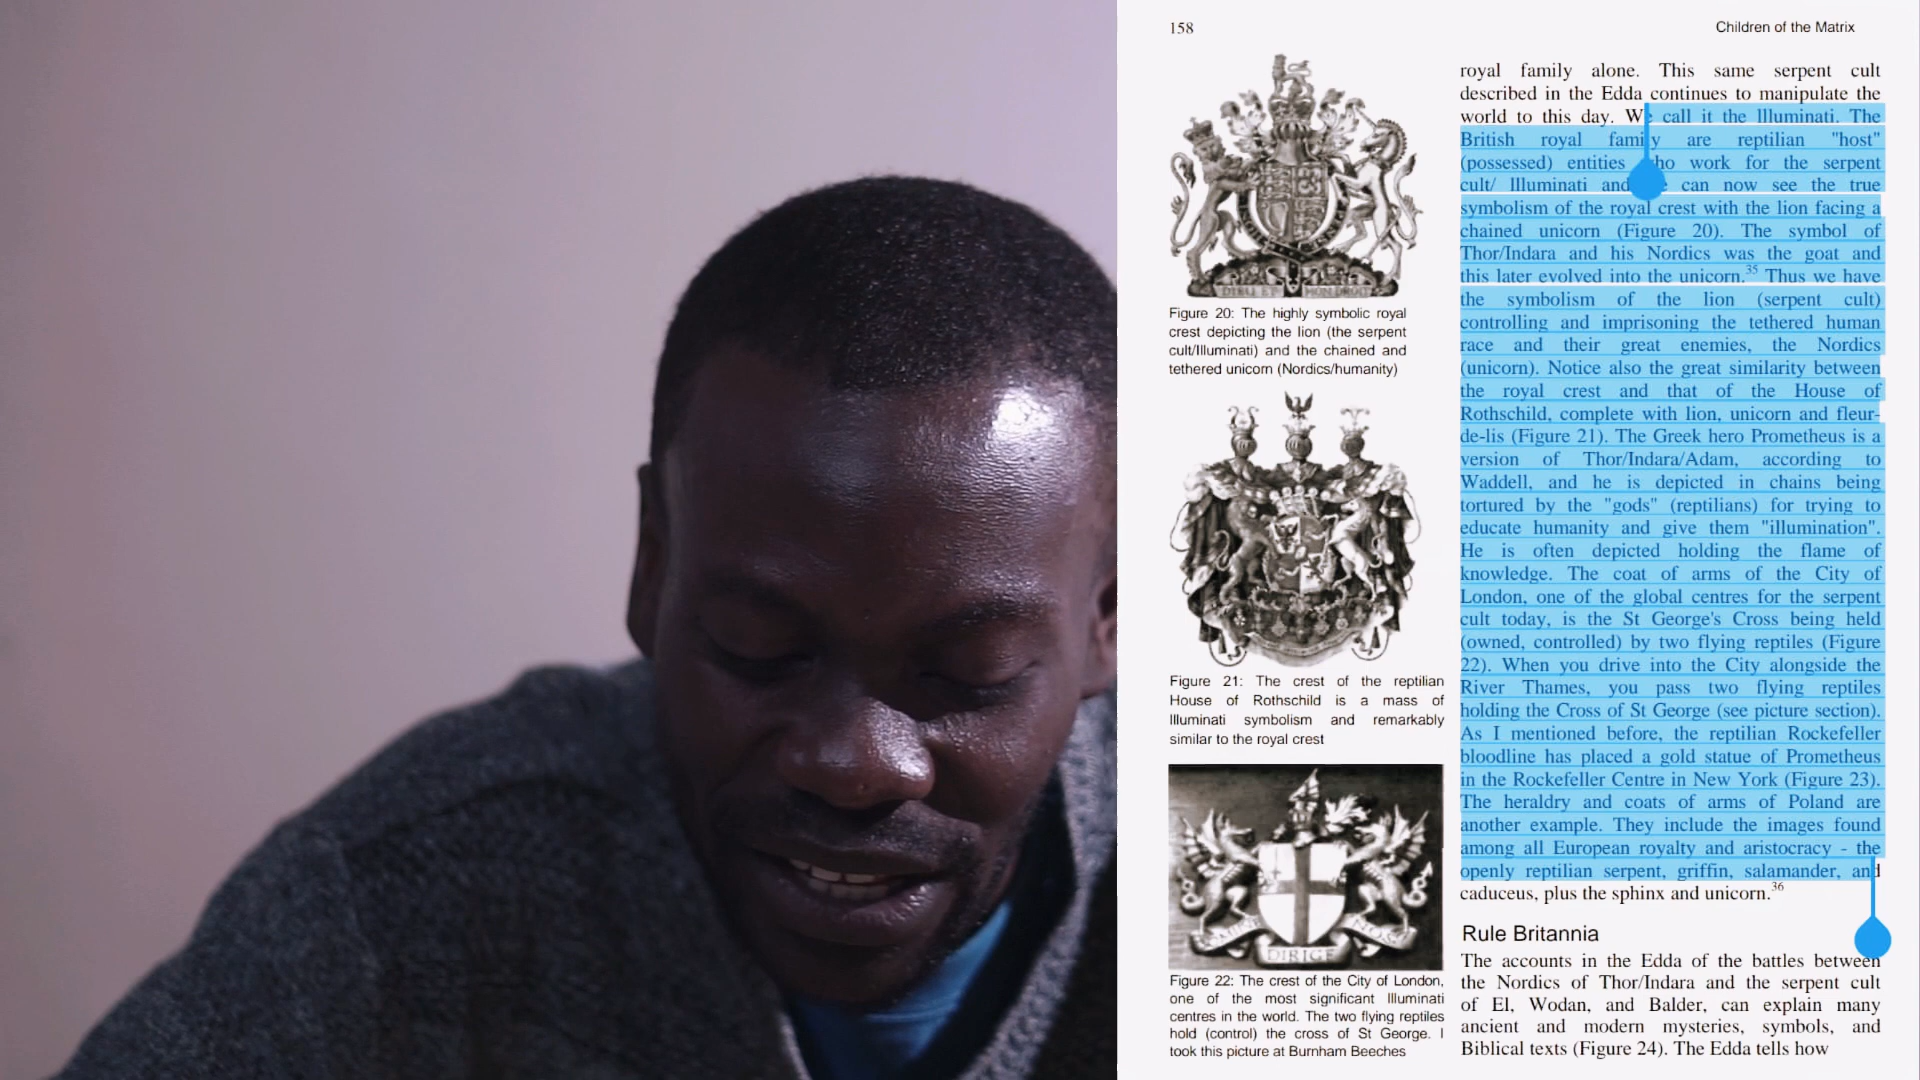 158
Children of the Matrix
DIEU ET MON DROIT
Figure 20: The highly symbolic royal
crest depicting the lion (the serpent
cult/Illuminati) and the chained and
tethered unicorn (Nordics/humanity)
Figure 21: The crest of the reptilian
House of Rothschild is a mass of
Illuminati symbolism and remarkably
similar to the royal crest
DIRIGE
Figure 22: The crest of the City of London,
one of the most significant Illuminati
centres in the world. The two flying reptiles
hold (control) the cross of St George. I
took this picture at Burnham Beeches
royal family alone. This same serpent cult
described in the Edda continues to manipulate the
world to this day. We call it the Illuminati. The
British royal family are reptilian "host"
(possessed) entities who work for the serpent
cult/ Illuminati and we can now see the true
symbolism of the royal crest with the lion facing a
chained unicorn (Figure 20). The symbol of
Thor/Indara and his Nordics was the goat and
this later evolved into the unicorn.35 Thus we have
the symbolism of the lion (serpent cult)
controlling and imprisoning the tethered human
race and their great enemies, the Nordics
(unicorn). Notice also the great similarity between
the royal crest and that of the House of
Rothschild, complete with lion, unicorn and fleur-
de-lis (Figure 21). The Greek hero Prometheus is a
version of Thor/Indara/Adam, according to
Waddell, and he is depicted in chains being
tortured by the "gods" (reptilians) for trying to
educate humanity and give them "illumination".
He is often depicted holding the flame of
knowledge. The coat of arms of the City of
London, one of the global centres for the serpent
cult today, is the St George's Cross being held
(owned, controlled) by two flying reptiles (Figure
22). When you drive into the City alongside the
River Thames, you pass two flying reptiles
holding the Cross of St George (see picture section).
As I mentioned before, the reptilian Rockefeller
bloodline has placed a gold statue of Prometheus
in the Rockefeller Centre in New York (Figure 23).
The heraldry and coats of arms of Poland are
another example. They include the images found
among all European royalty and aristocracy - the
openly reptilian serpent, griffin, salamander, and
caduceus, plus the sphinx and unicorn.36
Rule Britannia
The accounts in the Edda of the battles between
the Nordics of Thor/Indara and the serpent cult
of El, Wodan, and Balder, can explain many
ancient and modern mysteries, symbols, and
Biblical texts (Figure 24). The Edda tells how